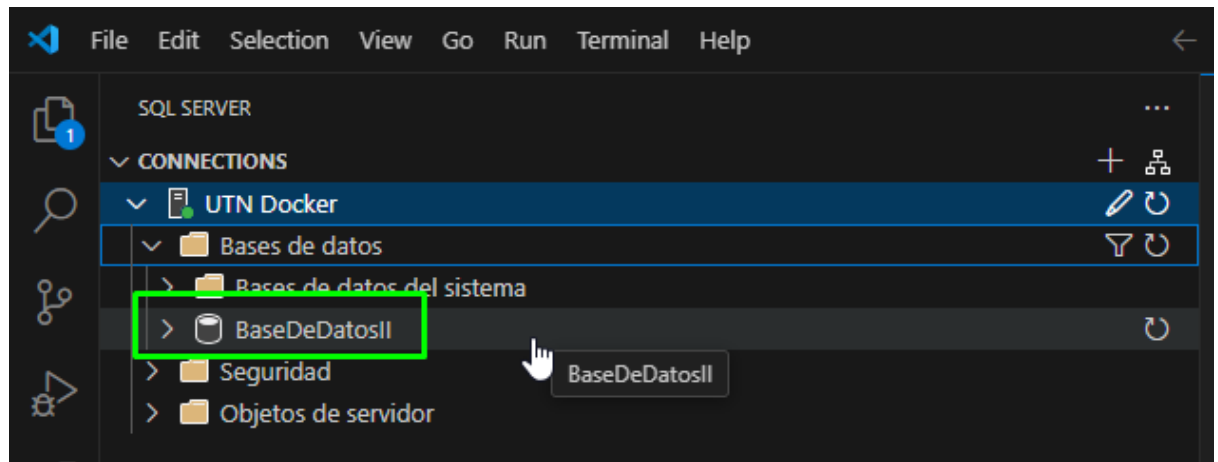 File Edit Selection View Go Run Terminal Help
SQL SERVER
1
CONNECTIONS
UTN Docker
Bases de datos
Bases de datos del sistema
BaseDeDatosII
BaseDeDatosII
Seguridad
Objetos de servidor